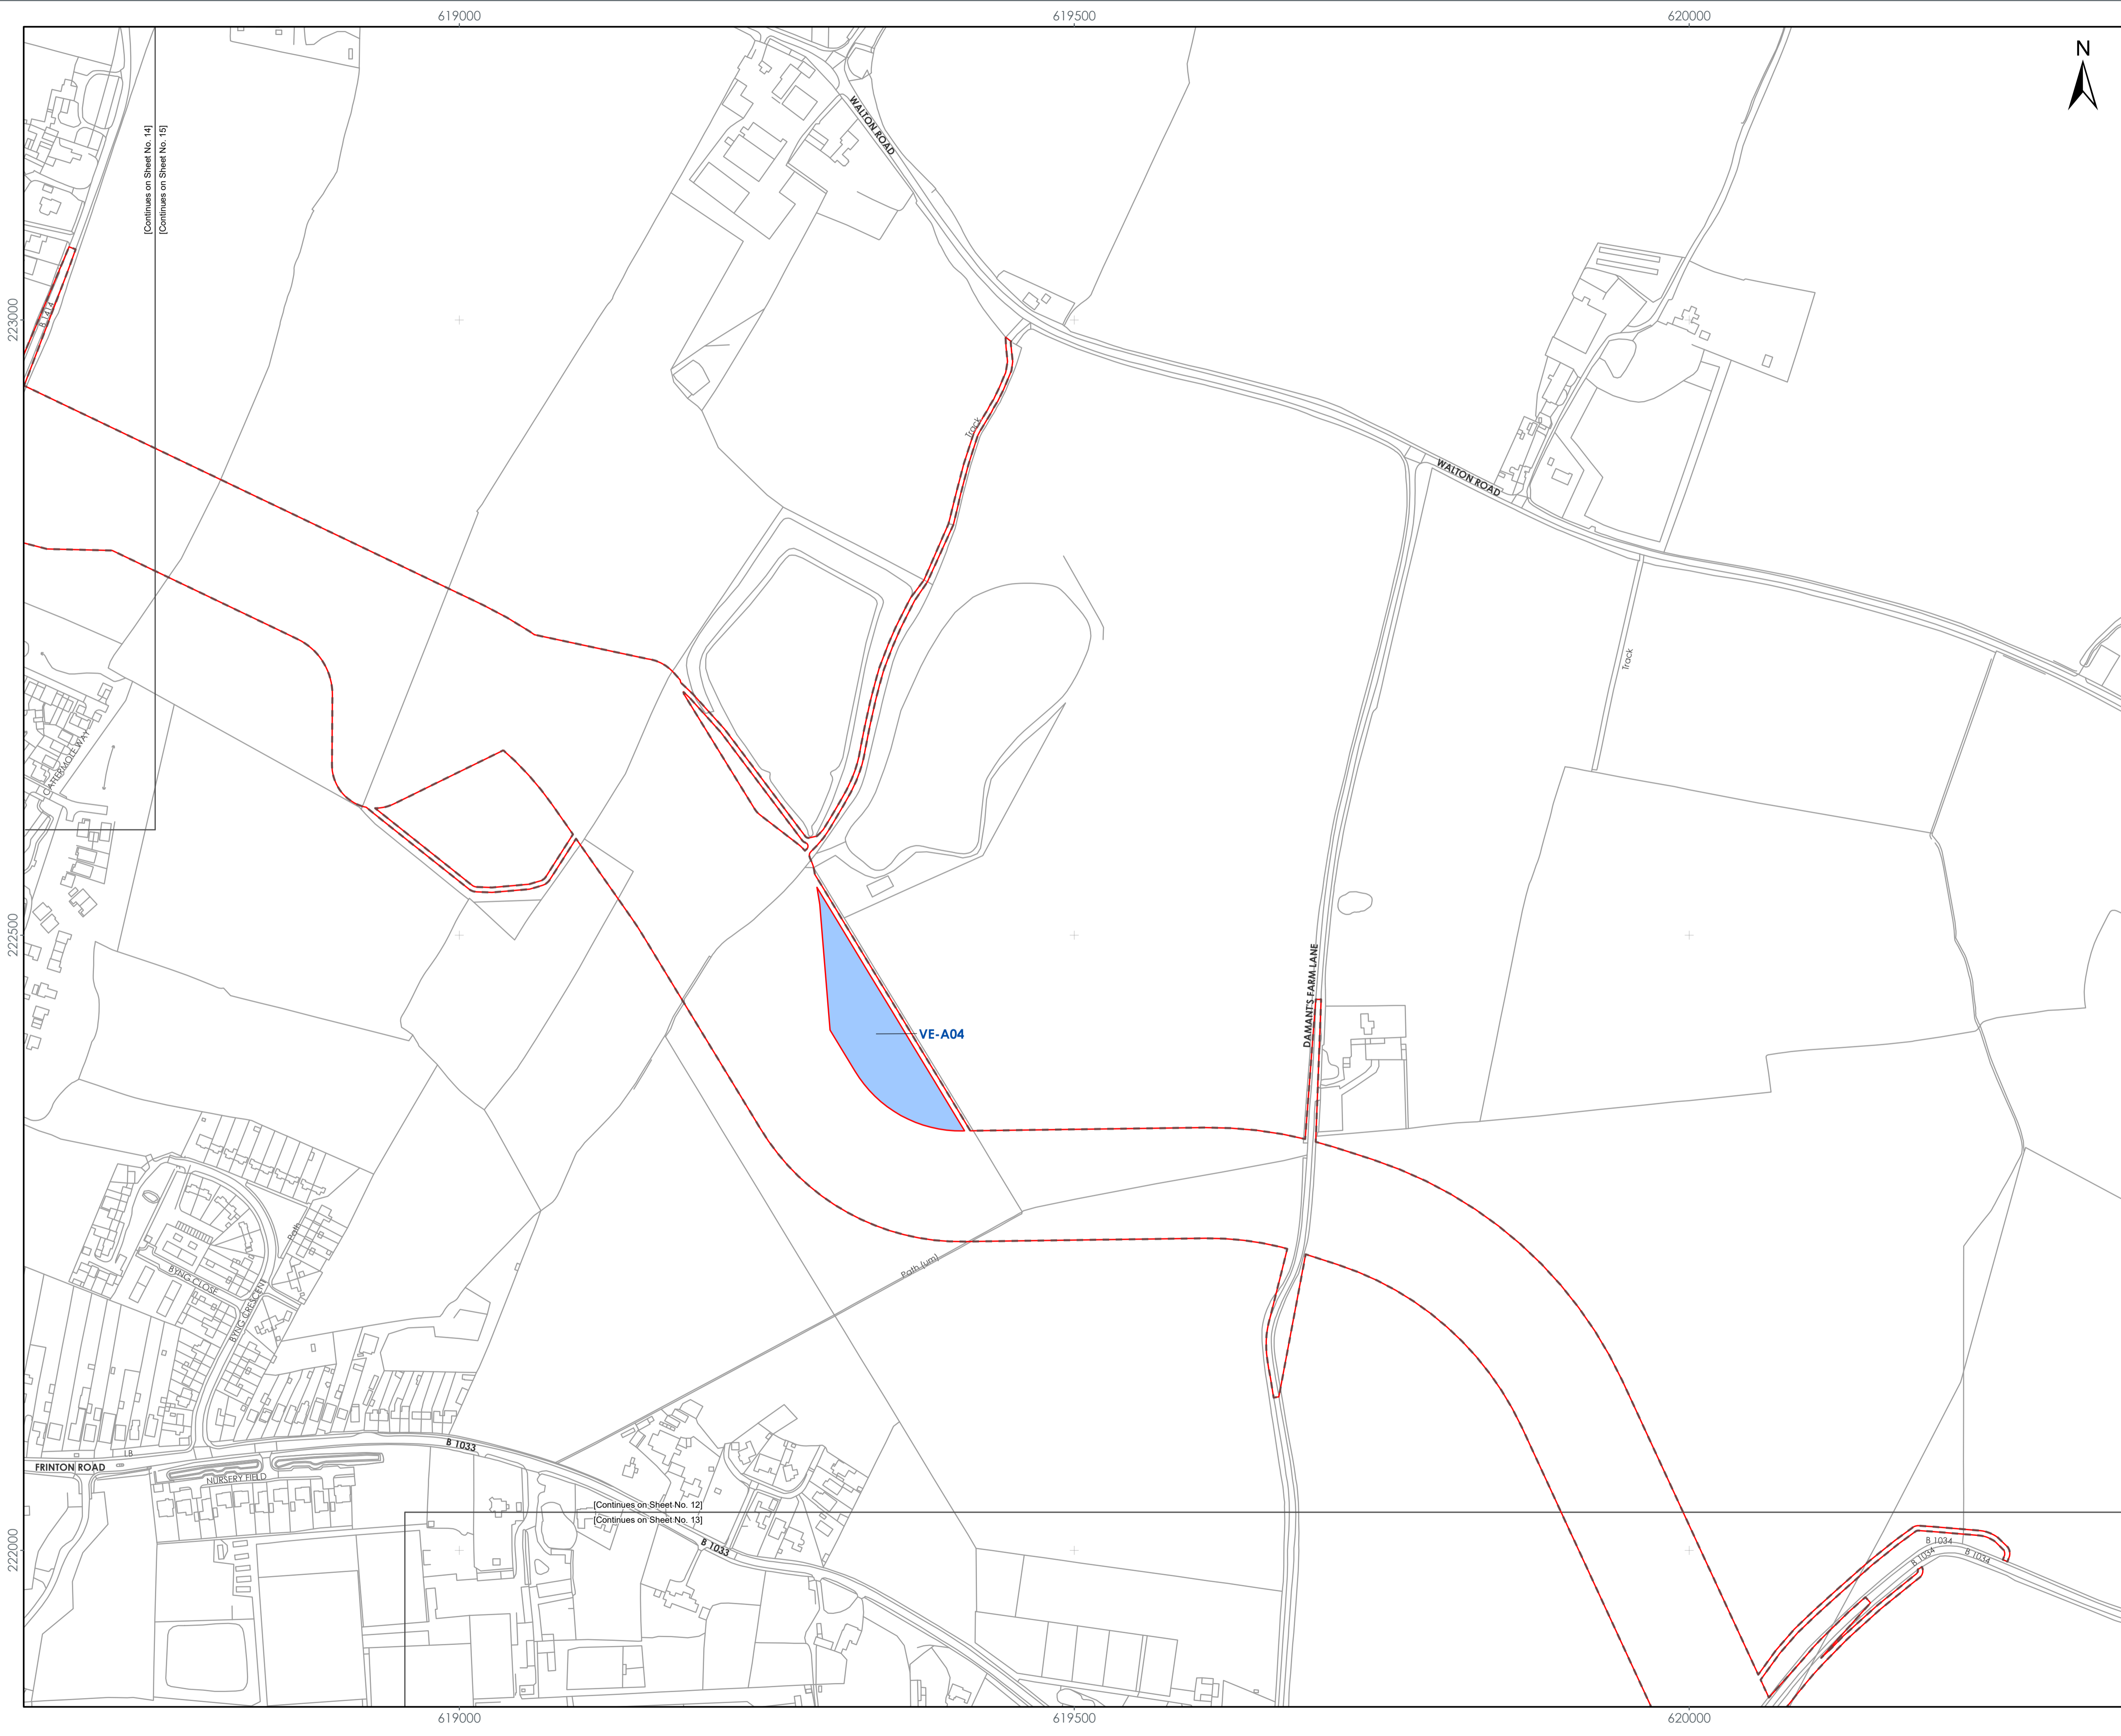 619000
619500
620000
N
[Continues on Sheet No. 14]
[Continues on Sheet No. 15]
WALTON ROAD
223000
B 1414
Track
WALTON ROAD
Track
CATTERMOLE WAY
222500
DAMANT'S FARM LANE
VE-A04
Path
Path (um)
BYNG CLOSE
BYNG CRESCENT
B 1033
LB
FRINTON ROAD
NURSERY FIELD
[Continues on Sheet No. 12]
[Continues on Sheet No. 13]
B 1033
222000
B 1034
B 1034
B 1034
619000
619500
620000